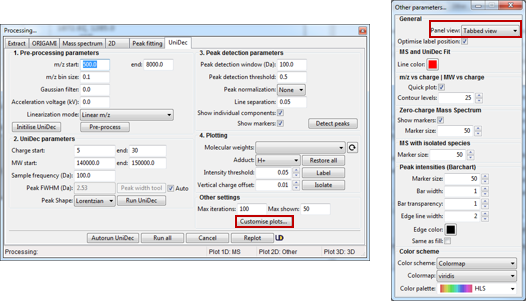 Processing...
Extract ORIGAMI Mass spectrum 2D Peak fitting UniDec
1. Pre-processing parameters
m/z start: 500.0 end: 8000.0
m/z bin size: 0.1
Gaussian filter: 0.0
Acceleration voltage (kV): 0.0
Linearization mode: Linear m/z
Initilise UniDec Pre-process
2. UniDec parameters
Charge start: 5 end: 30
MW start: 140000.0 end: 150000.0
Sample frequency (Da): 100.0
Peak FWHM (Da): 2.53 Peak width tool Auto
Peak Shape: Lorentzian Run UniDec
3. Peak detection parameters
Peak detection window (Da): 100.0
Peak detection threshold: 0.5
Peak normalization: None
Line separation: 0.05
Show individual components:
Show markers: Detect peaks
4. Plotting
Molecular weights:
Adduct: H+ Restore all
Intensity threshold: 0.05 Label
Vertical charge offset: 0.01 Isolate
Other settings
Max iterations: 100 Max shown: 50
Customise plots...
Autorun UniDec Run all Cancel Replot UD
Processing: Plot 1D: MS Plot 2D: Other Plot 3D: 3D
Other parameters...
General
Panel view: Tabbed view
Optimise label position:
MS and UniDec Fit
Line color:
m/z vs charge | MW vs charge
Quick plot:
Contour levels: 25
Zero-charge Mass Spectrum
Show markers:
Marker size: 50
MS with isolated species
Marker size: 50
Peak intensities (Barchart)
Marker size: 50
Bar width: 1
Bar transparency: 1
Edge line width: 2
Edge color:
Same as fill:
Color scheme
Color scheme: Colormap
Colormap: viridis
Color palette: HLS